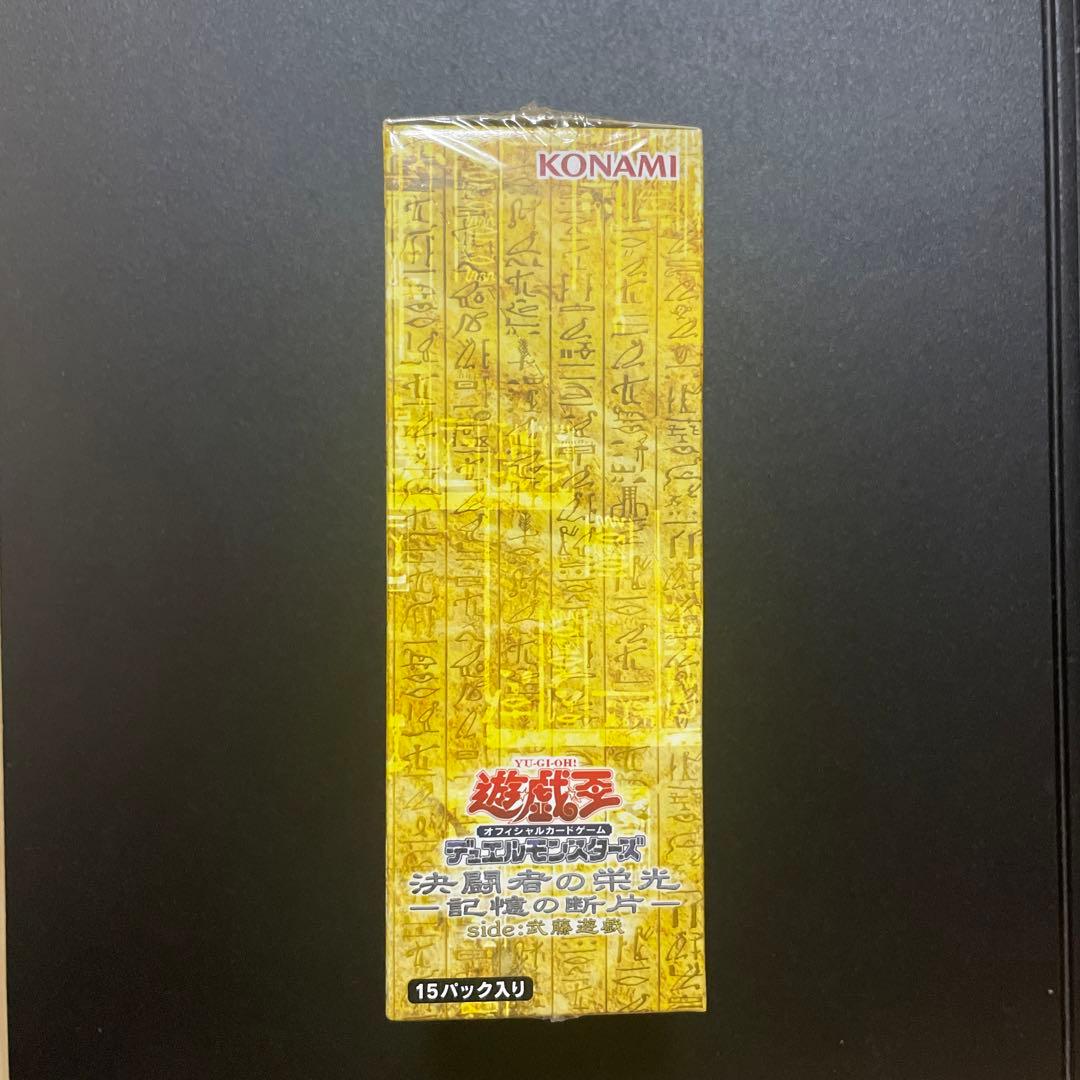 KONAMI
YU-GI-OH!
遊戯王
オフィシャルカードゲーム
デュエルモンスターズ
決闘者の栄光
―記憶の断片―
side:武藤遊戯
15パック入り